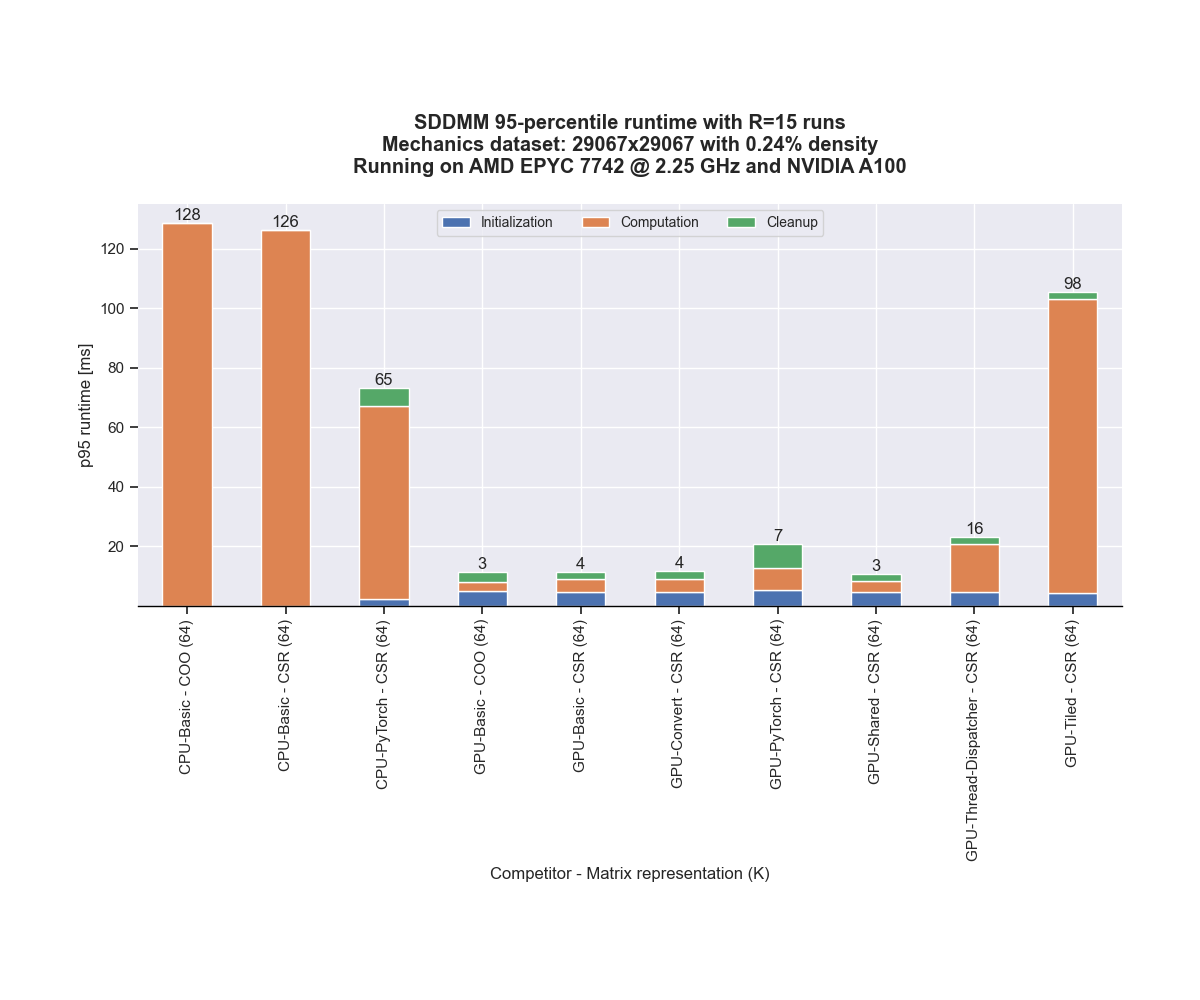 SDDMM 95-percentile runtime with R=15 runs
Mechanics dataset: 29067x29067 with 0.24% density
Running on AMD EPYC 7742 @ 2.25 GHz and NVIDIA A100
Initialization
Computation
Cleanup
128
126
65
3
4
4
7
3
16
98
120
100
80
60
40
20
p95 runtime [ms]
CPU-Basic - COO (64)
CPU-Basic - CSR (64)
CPU-PyTorch - CSR (64)
GPU-Basic - COO (64)
GPU-Basic - CSR (64)
GPU-Convert - CSR (64)
GPU-PyTorch - CSR (64)
GPU-Shared - CSR (64)
GPU-Thread-Dispatcher - CSR (64)
GPU-Tiled - CSR (64)
Competitor - Matrix representation (K)